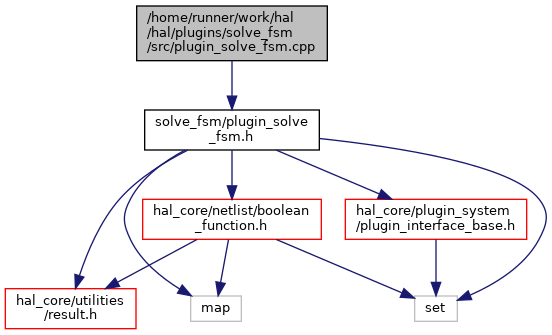 /home/runner/work/hal
/hal/plugins/solve_fsm
/src/plugin_solve_fsm.cpp
solve_fsm/plugin_solve
_fsm.h
hal_core/netlist/boolean
_function.h
hal_core/plugin_system
/plugin_interface_base.h
hal_core/utilities
/result.h
map
set